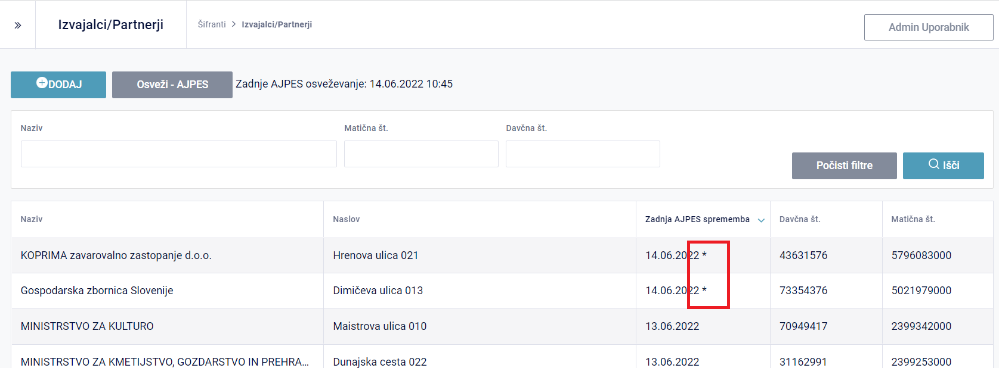 Izvajalci/Partnerji
Šifranti > Izvajalci/Partnerji
Admin Uporabnik
DODAJ
Osveži - AJPES
Zadnje AJPES osveževanje: 14.06.2022 10:45
Naziv
Matična št.
Davčna št.
Počisti filtre
Išči
Naziv Naslov Zadnja AJPES sprememba Davčna št. Matična št.
KOPRIMA zavarovalno zastopanje d.o.o. Hrenova ulica 021 14.06.2022 * 43631576 5796083000
Gospodarska zbornica Slovenije Dimičeva ulica 013 14.06.2022 * 73354376 5021979000
MINISTRSTVO ZA KULTURO Maistrova ulica 010 13.06.2022 70949417 2399342000
MINISTRSTVO ZA KMETIJSTVO, GOZDARSTVO IN PREHRA... Dunajska cesta 022 13.06.2022 31162991 2399253000